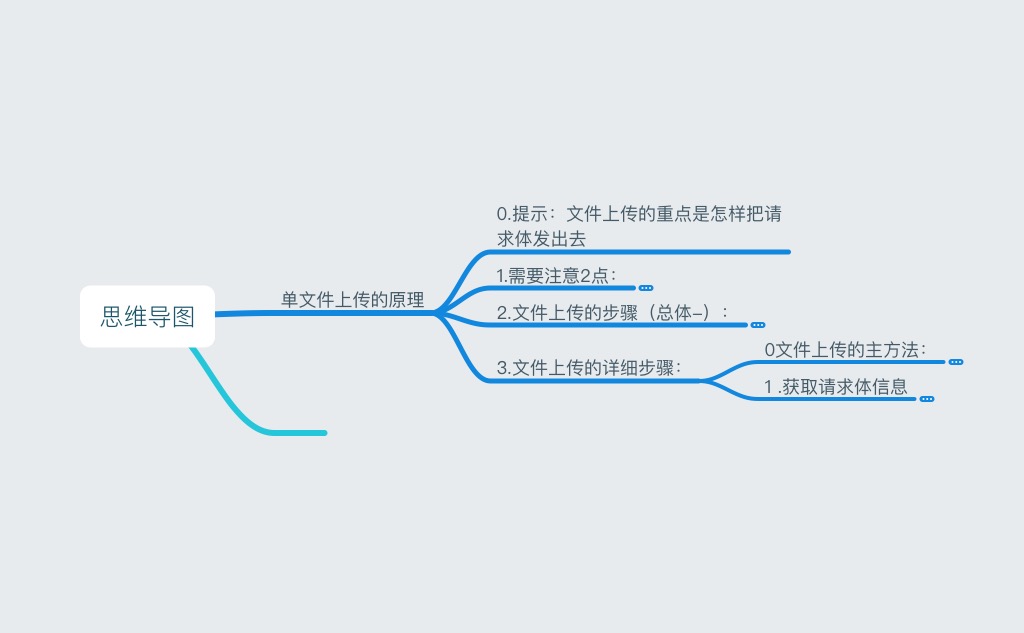 思维导图
单文件上传的原理
0.提示：文件上传的重点是怎样把请
求体发出去
1.需要注意2点：
2.文件上传的步骤（总体-）：
3.文件上传的详细步骤：
0文件上传的主方法：
1 .获取请求体信息